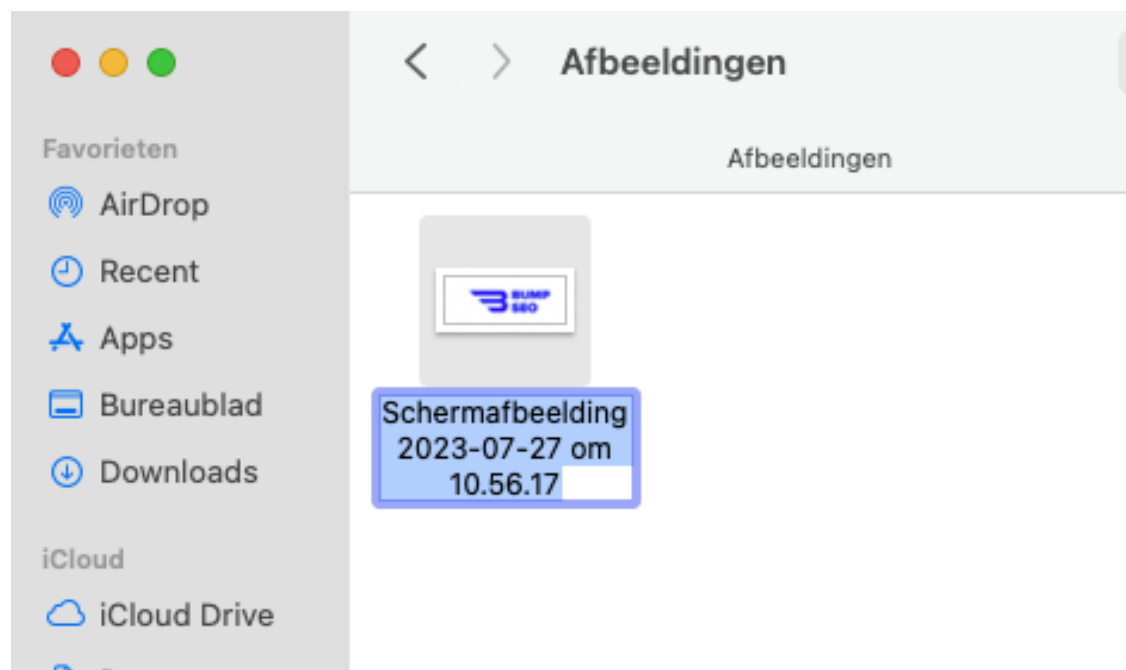 Afbeeldingen
Favorieten
Afbeeldingen
AirDrop
Recent
Apps
Bureaublad
Downloads
iCloud
iCloud Drive
BUMP
SEO
Schermafbeelding
2023-07-27 om
10.56.17